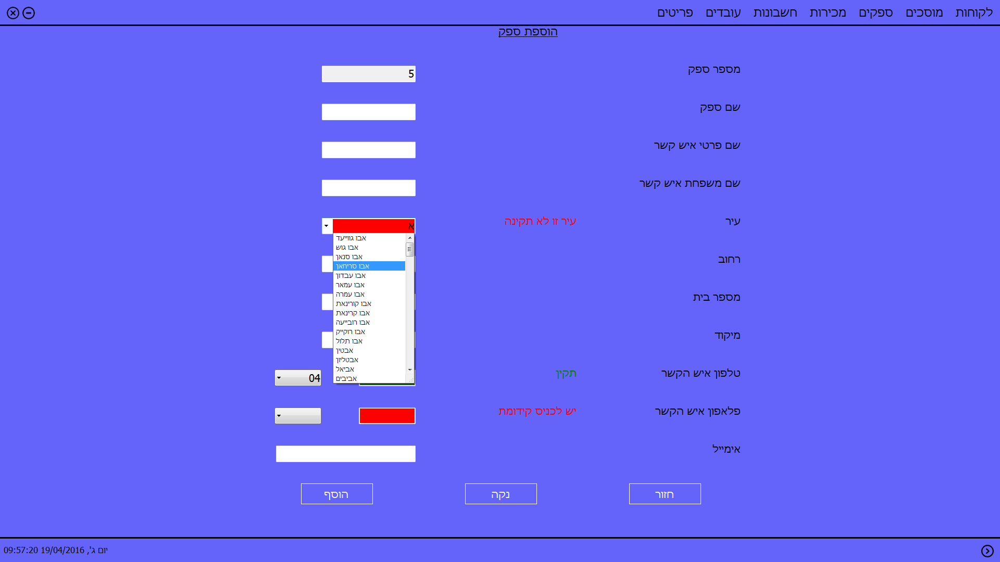 לקוחות מוסכים ספקים מכירות חשבונות עובדים פריטים
הוספת ספק
מספר ספק 5
שם ספק
שם פרטי איש קשר
שם משפחת איש קשר
עיר עיר זו לא תקינה א
אבו גווייעד
אבו גוש
אבו סנאן
אבו סריחאן
אבו עבדון
אבו עמאר
אבו עמרה
אבו קורינאת
אבו קרינאת
אבו רובייעה
אבו רוקייק
אבו תלול
אבטין
אבטליון
אביאל
אביבים
רחוב
מספר בית
מיקוד
טלפון איש הקשר תקין 04
פלאפון איש הקשר יש לכניס קידומת
אימייל
חזור נקה הוסף
יום ג', 19/04/2016 09:57:20